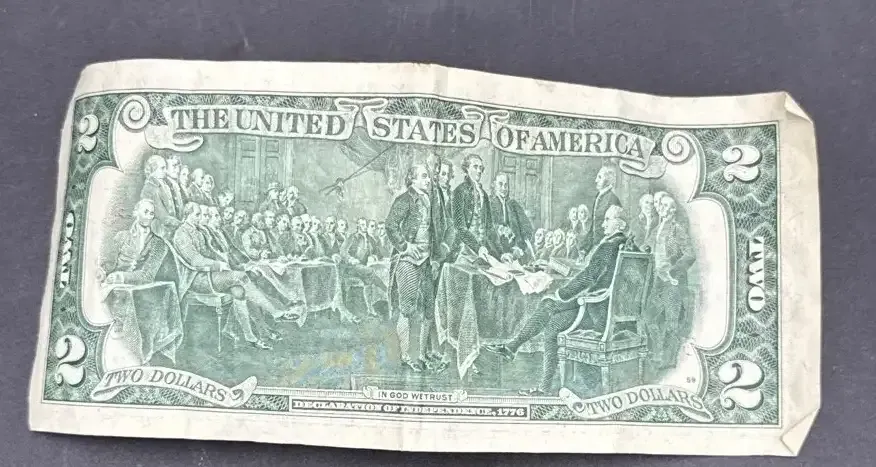 THE UNITED STATES OF AMERICA
2
2
TWO
TWO
2
2
TWO DOLLARS
IN GOD WE TRUST
TWO DOLLARS
DECLARATION OF INDEPENDENCE, 1776